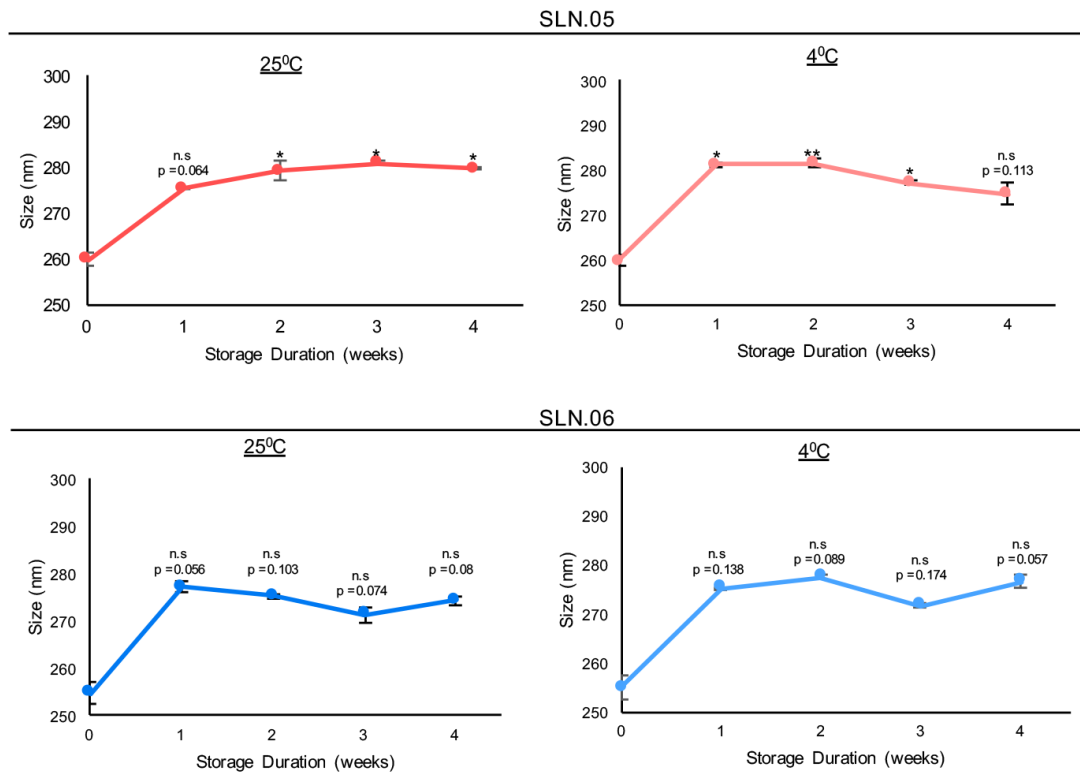 SLN.05
25⁰C
300
290
280
270
260
250
Size (nm)
n.s
p =0.064
*
*
*
0 1 2 3 4
Storage Duration (weeks)
4⁰C
300
290
280
270
260
250
Size (nm)
*
**
*
n.s
p =0.113
0 1 2 3 4
Storage Duration (weeks)
SLN.06
25⁰C
300
290
280
270
260
250
Size (nm)
n.s
p =0.056
n.s
p =0.103
n.s
p =0.074
n.s
p =0.08
0 1 2 3 4
Storage Duration (weeks)
4⁰C
300
290
280
270
260
250
Size (nm)
n.s
p =0.138
n.s
p =0.089
n.s
p =0.174
n.s
p =0.057
0 1 2 3 4
Storage Duration (weeks)